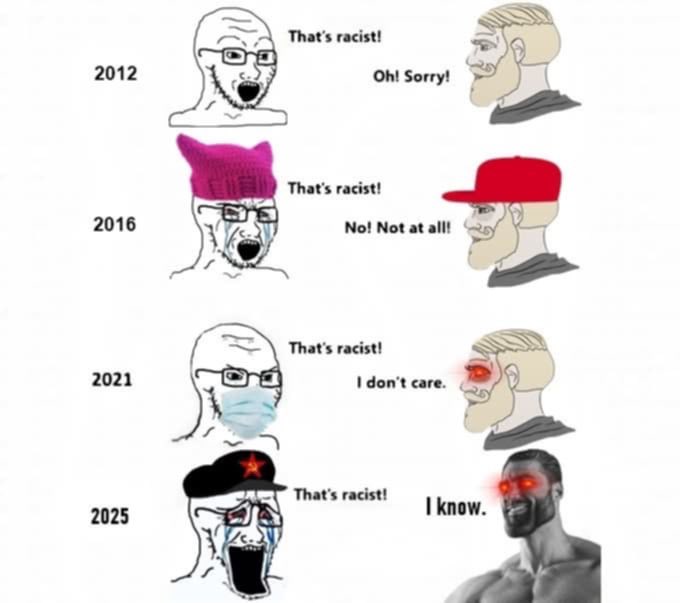 That's racist!
2012
Oh! Sorry!
That's racist!
2016
No! Not at all!
That's racist!
2021
I don't care.
That's racist!
2025
I know.